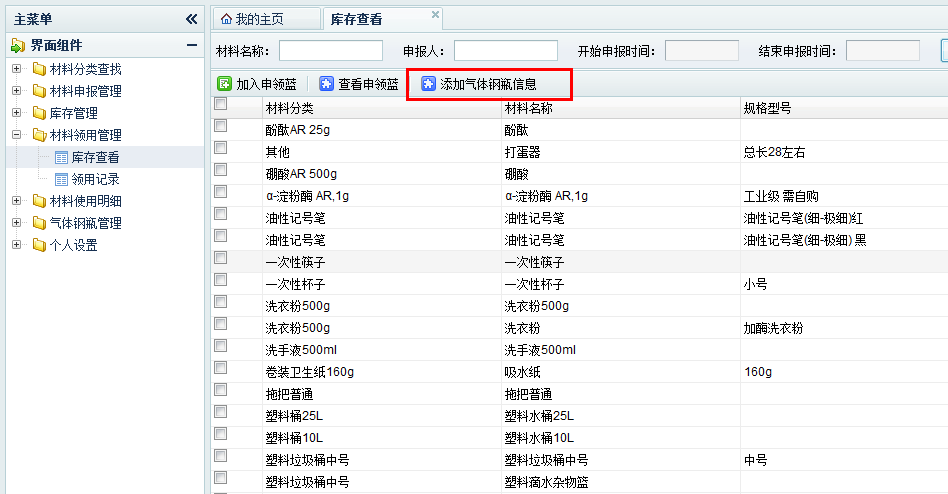 主菜单
界面组件
材料分类查找
材料申报管理
库存管理
材料领用管理
库存查看
领用记录
材料使用明细
气体钢瓶管理
个人设置
我的主页 库存查看
材料名称: 申报人: 开始申报时间: 结束申报时间:
加入申领蓝 查看申领蓝 添加气体钢瓶信息
材料分类 材料名称 规格型号
酚酞AR 25g 酚酞
其他 打蛋器 总长28左右
硼酸AR 500g 硼酸
α-淀粉酶 AR,1g α-淀粉酶 AR,1g 工业级 需自购
油性记号笔 油性记号笔 油性记号笔(细-极细)红
油性记号笔 油性记号笔 油性记号笔(细-极细) 黑
一次性筷子 一次性筷子
一次性杯子 一次性杯子 小号
洗衣粉500g 洗衣粉500g
洗衣粉500g 洗衣粉 加酶洗衣粉
洗手液500ml 洗手液500ml
卷装卫生纸160g 吸水纸 160g
拖把普通 拖把普通
塑料桶25L 塑料水桶25L
塑料桶10L 塑料水桶10L
塑料垃圾桶中号 塑料垃圾桶中号 中号
塑料垃圾桶中号 塑料滴水杂物篮